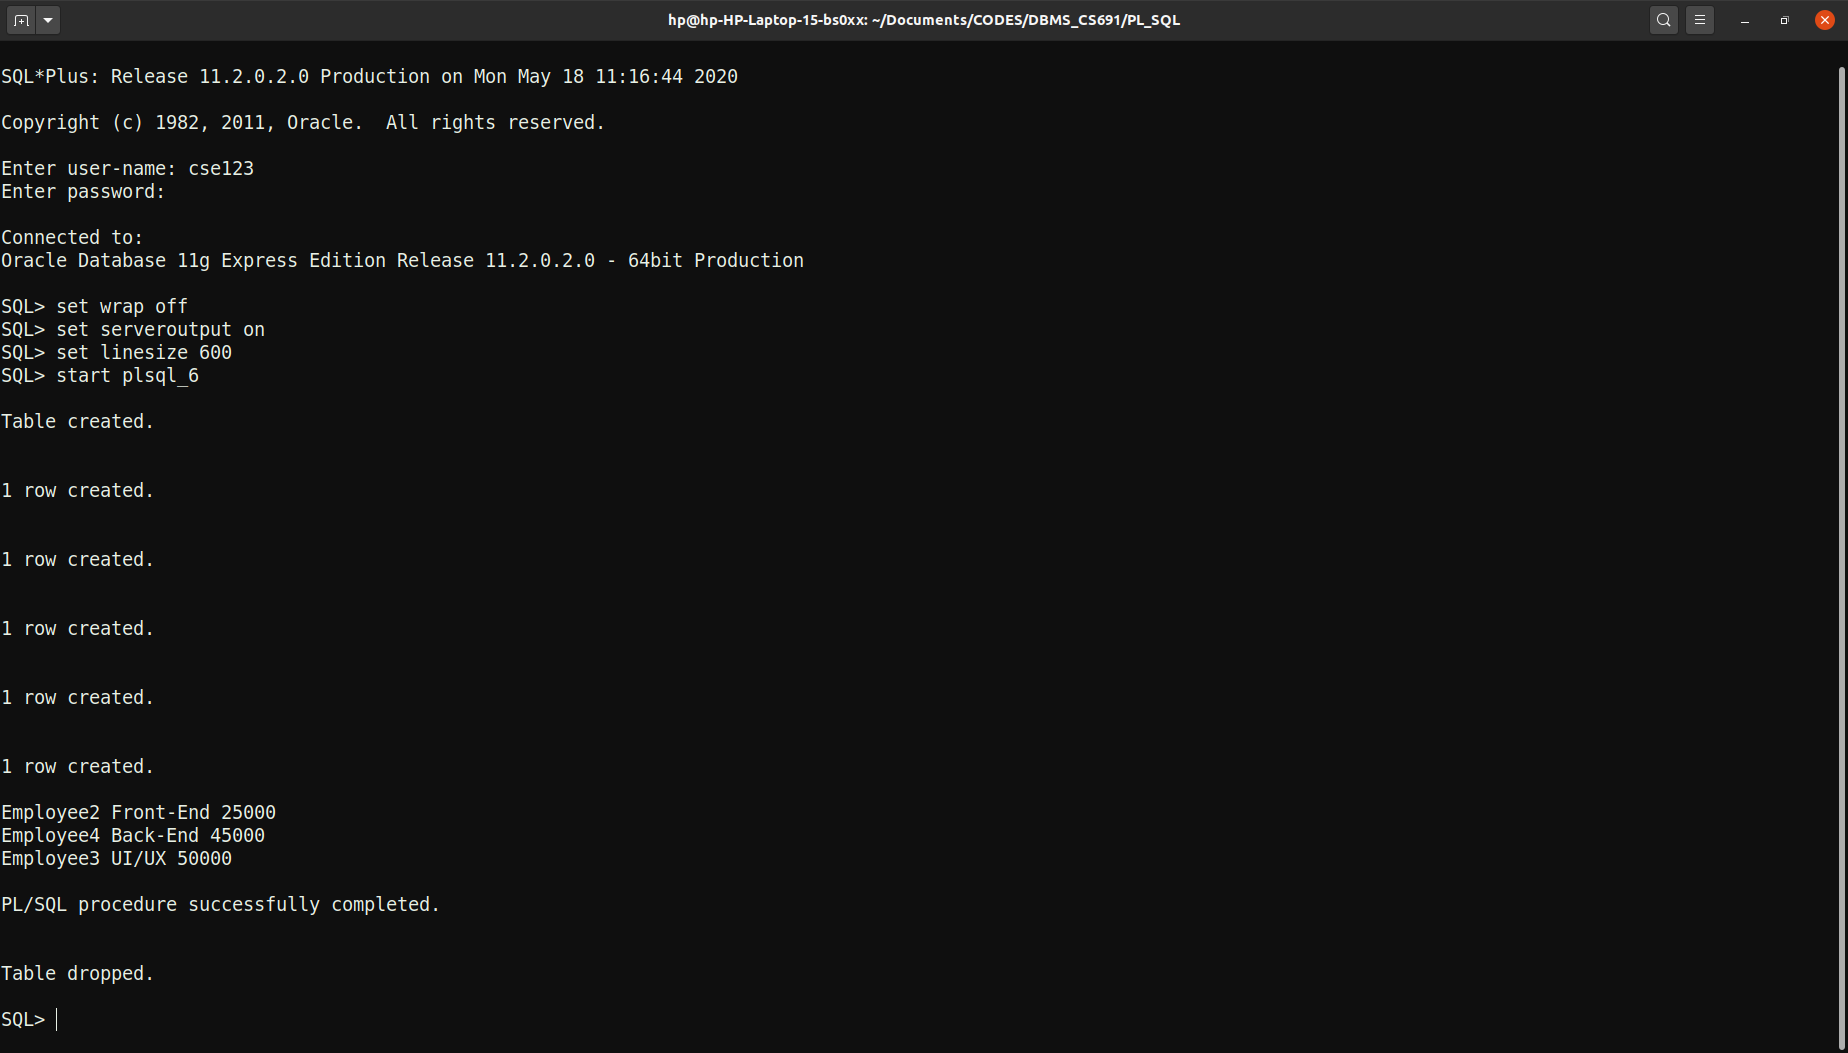 hp@hp-HP-Laptop-15-bs0xx: ~/Documents/CODES/DBMS_CS691/PL_SQL
SQL*Plus: Release 11.2.0.2.0 Production on Mon May 18 11:16:44 2020
Copyright (c) 1982, 2011, Oracle.  All rights reserved.
Enter user-name: cse123
Enter password:
Connected to:
Oracle Database 11g Express Edition Release 11.2.0.2.0 - 64bit Production
SQL> set wrap off
SQL> set serveroutput on
SQL> set linesize 600
SQL> start plsql_6
Table created.
1 row created.
1 row created.
1 row created.
1 row created.
1 row created.
Employee2 Front-End 25000
Employee4 Back-End 45000
Employee3 UI/UX 50000
PL/SQL procedure successfully completed.
Table dropped.
SQL>